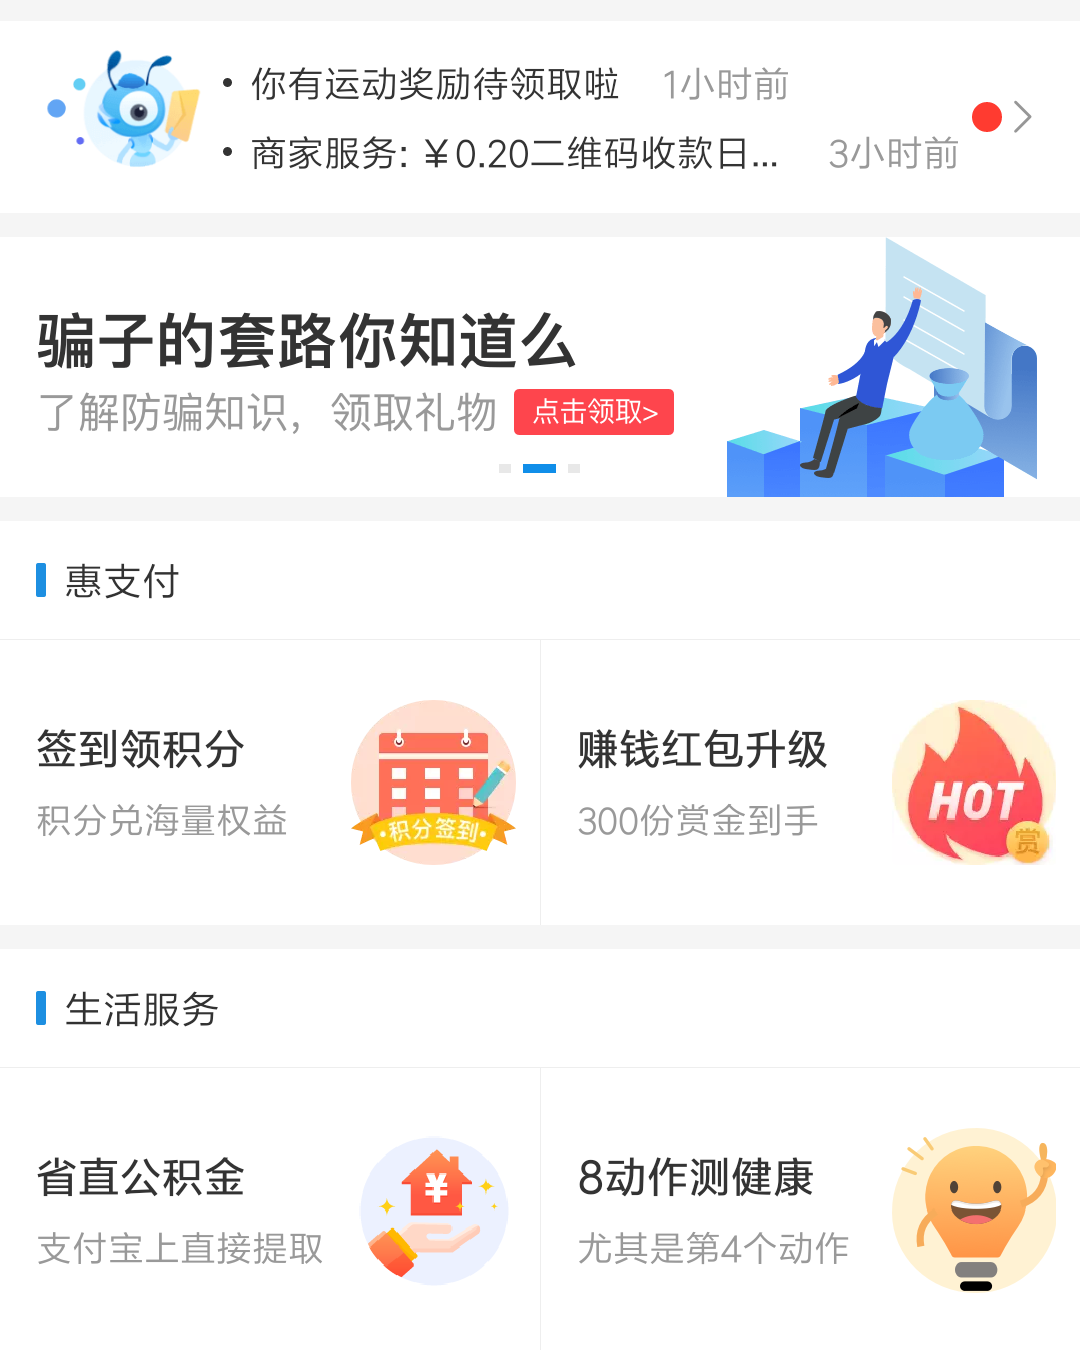 • 你有运动奖励待领取啦 1小时前
• 商家服务: ￥0.20二维码收款日... 3小时前
骗子的套路你知道么
了解防骗知识，领取礼物 点击领取>
惠支付
签到领积分
积分兑海量权益
·积分签到·
赚钱红包升级
300份赏金到手
HOT
赏
生活服务
省直公积金
支付宝上直接提取
¥
8动作测健康
尤其是第4个动作